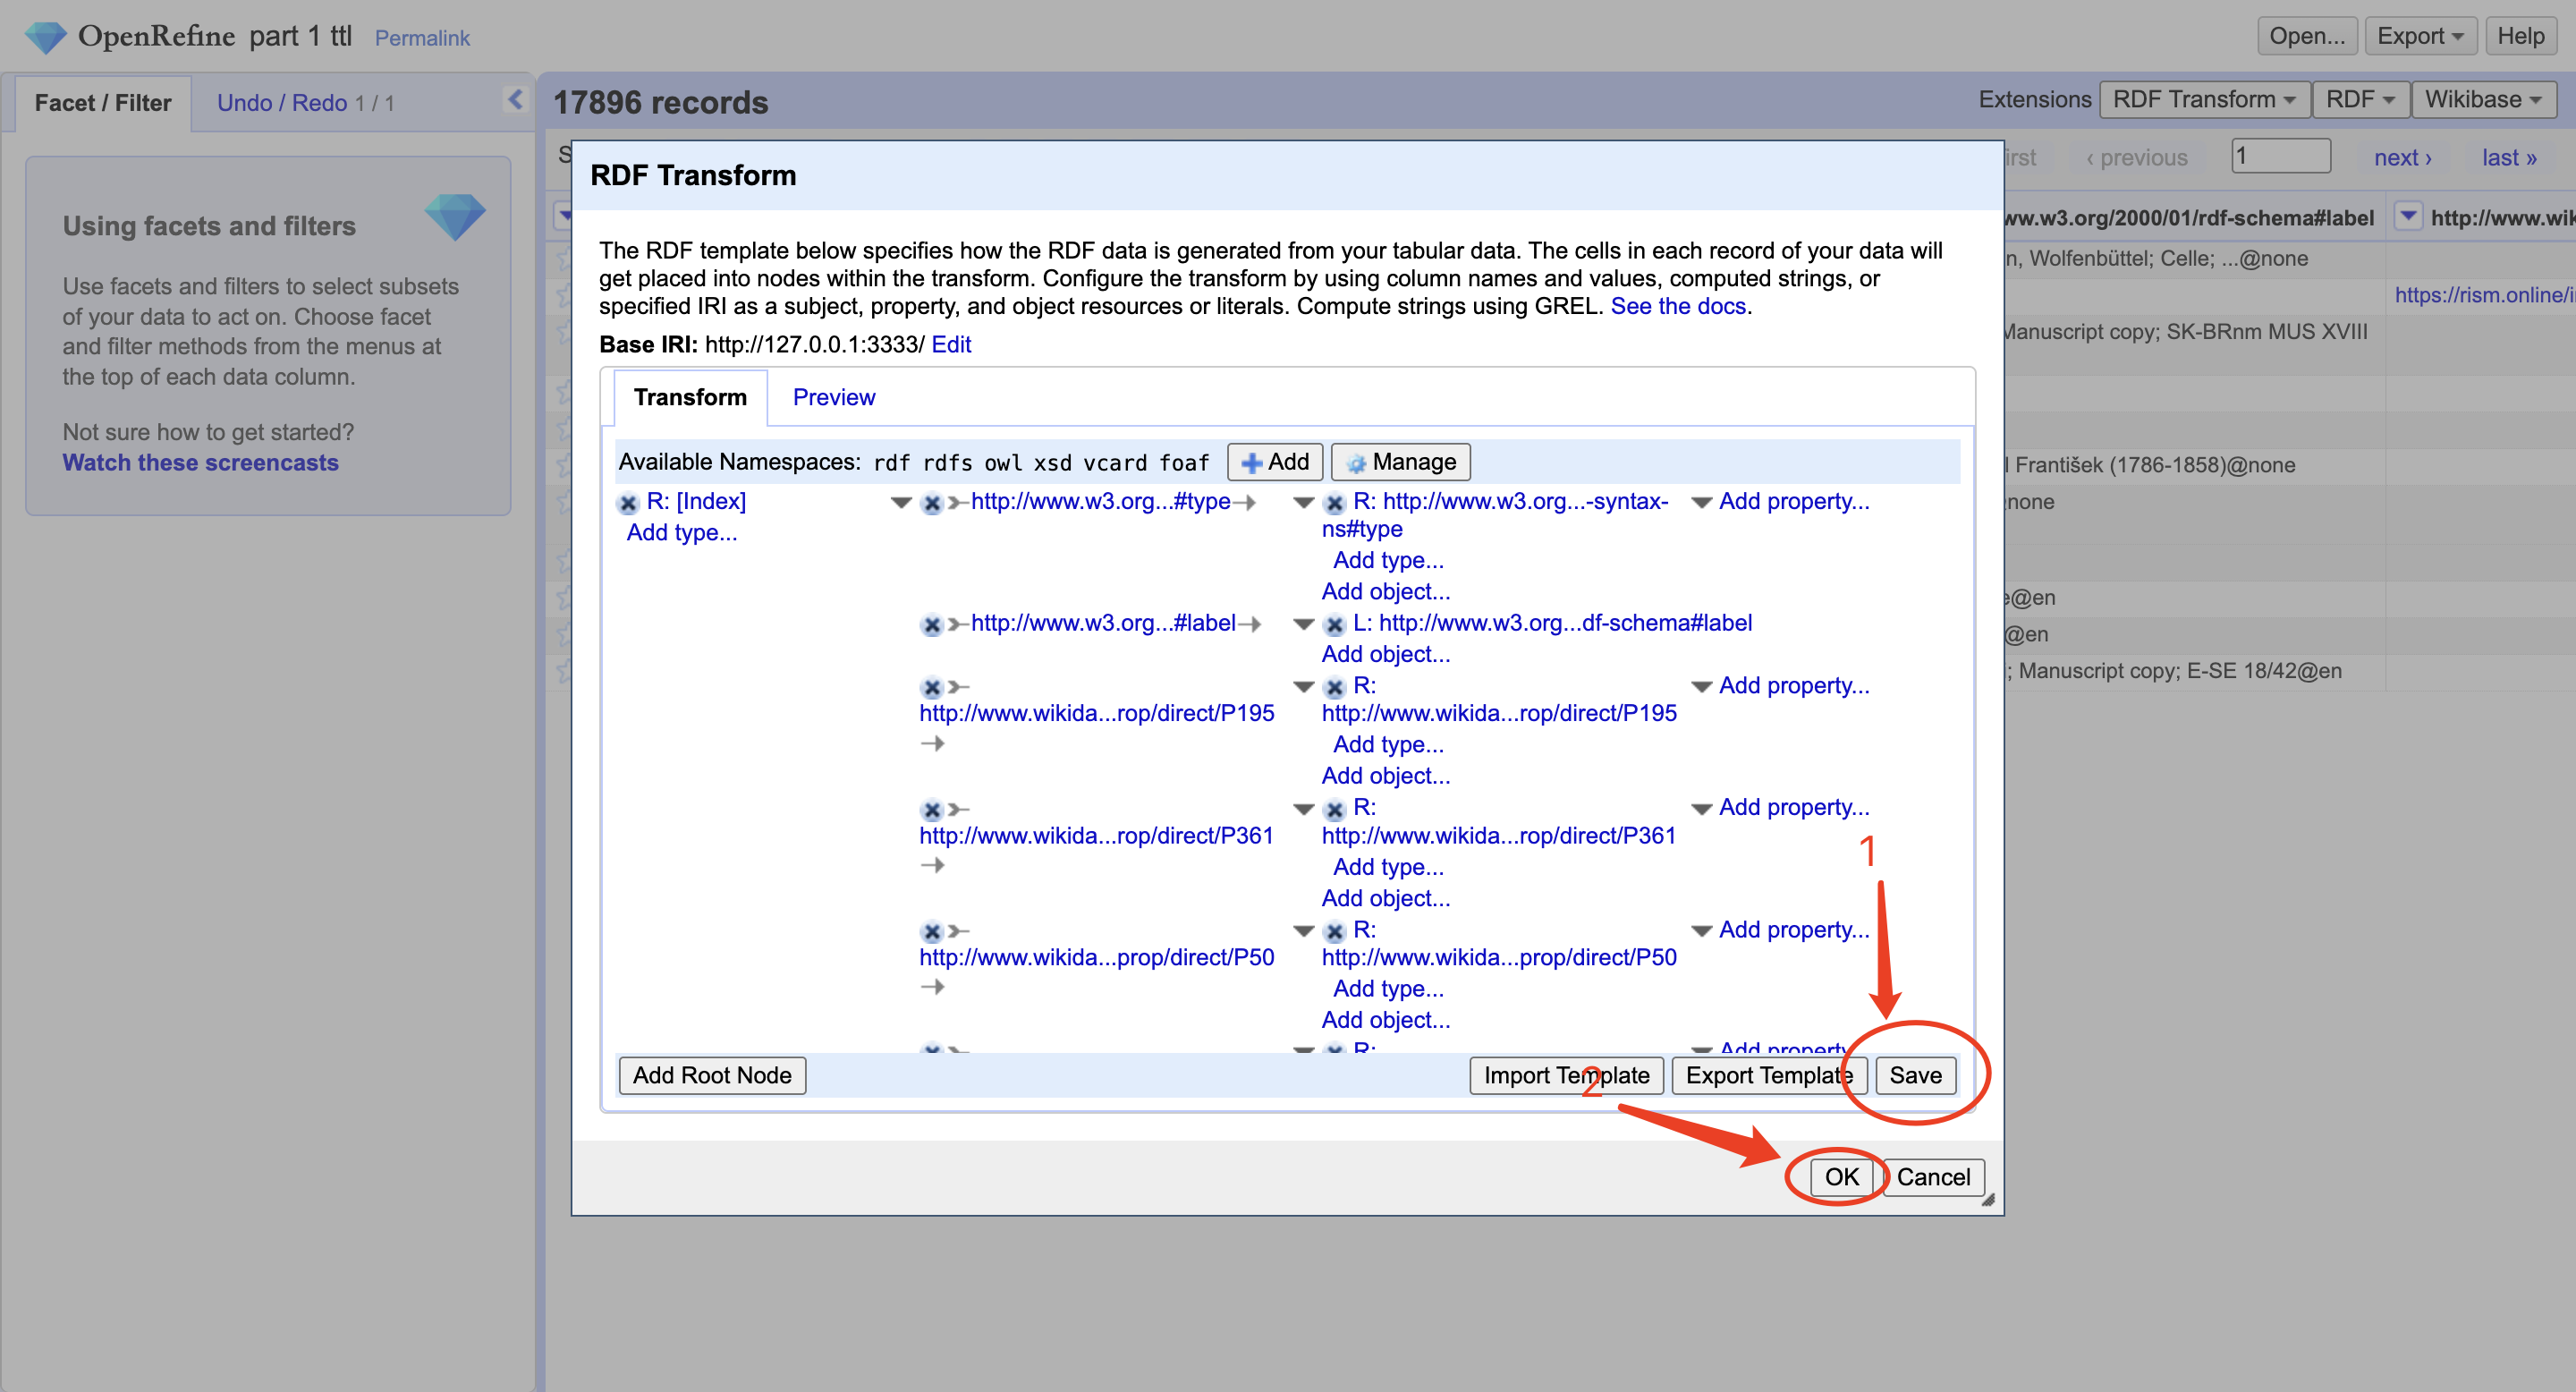 OpenRefine part 1 ttl Permalink
Open... Export Help
Facet / Filter Undo / Redo 1 / 1
17896 records
Extensions RDF Transform RDF Wikibase
‹ previous 1 next › last »
Using facets and filters
Use facets and filters to select subsets
of your data to act on. Choose facet
and filter methods from the menus at
the top of each data column.
Not sure how to get started?
Watch these screencasts
ww.w3.org/2000/01/rdf-schema#label http://www.wik
n, Wolfenbüttel; Celle; ...@none
https://rism.online/i
Manuscript copy; SK-BRnm MUS XVIII
l František (1786-1858)@none
none
e@en
@en
; Manuscript copy; E-SE 18/42@en
RDF Transform
The RDF template below specifies how the RDF data is generated from your tabular data. The cells in each record of your data will
get placed into nodes within the transform. Configure the transform by using column names and values, computed strings, or
specified IRI as a subject, property, and object resources or literals. Compute strings using GREL. See the docs.
Base IRI: http://127.0.0.1:3333/ Edit
Transform Preview
Available Namespaces: rdf rdfs owl xsd vcard foaf Add Manage
R: [Index] http://www.w3.org...#type R: http://www.w3.org...-syntax- Add property...
ns#type
Add type...
Add type...
Add object...
http://www.w3.org...#label L: http://www.w3.org...df-schema#label
Add object...
R: Add property...
http://www.wikida...rop/direct/P195 http://www.wikida...rop/direct/P195
Add type...
Add object...
R: Add property...
http://www.wikida...rop/direct/P361 http://www.wikida...rop/direct/P361
1
Add type...
Add object...
R: Add property...
http://www.wikida...prop/direct/P50 http://www.wikida...prop/direct/P50
Add type...
Add object...
R: Add property
Add Root Node Import Template Export Template Save
2
OK Cancel